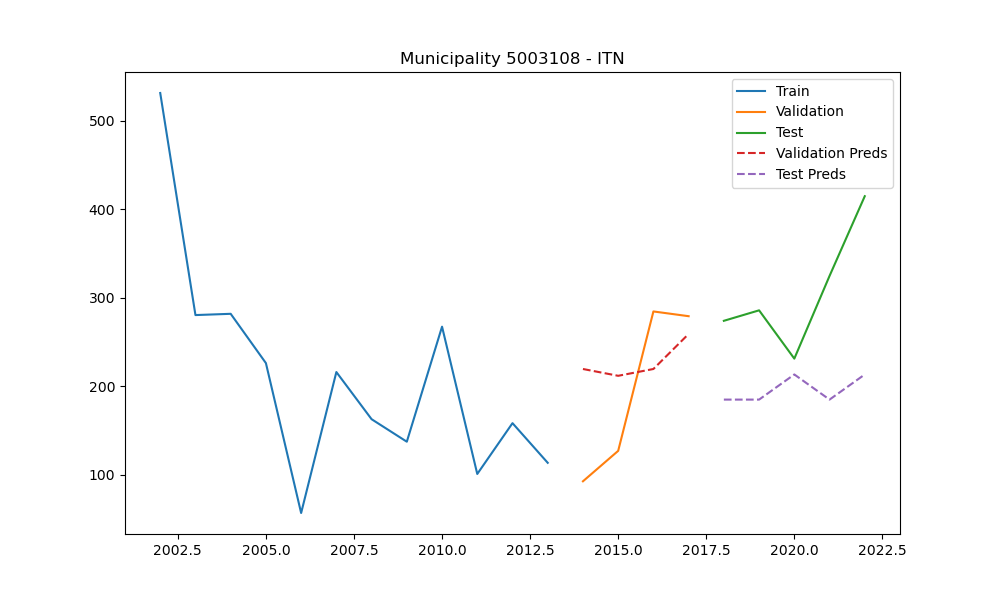 Municipality 5003108 - ITN
Train
Validation
Test
Validation Preds
Test Preds
500
400
300
200
100
2002.5 2005.0 2007.5 2010.0 2012.5 2015.0 2017.5 2020.0 2022.5